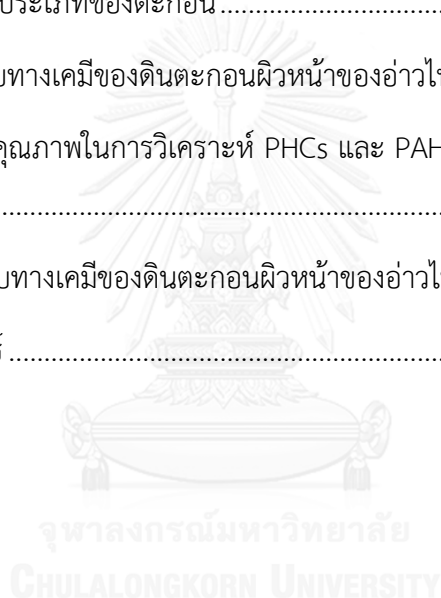 ประเภทของตะกอน
บทางเคมีของดินตะกอนผิวหน้าของอ่าวไ
คุณภาพในการวิเคราะห์ PHCs และ PAH
บทางเคมีของดินตะกอนผิวหน้าของอ่าวไ
จุฬาลงกรณ์มหาวิทยาลัย
CHULALONGKORN UNIVERSITY